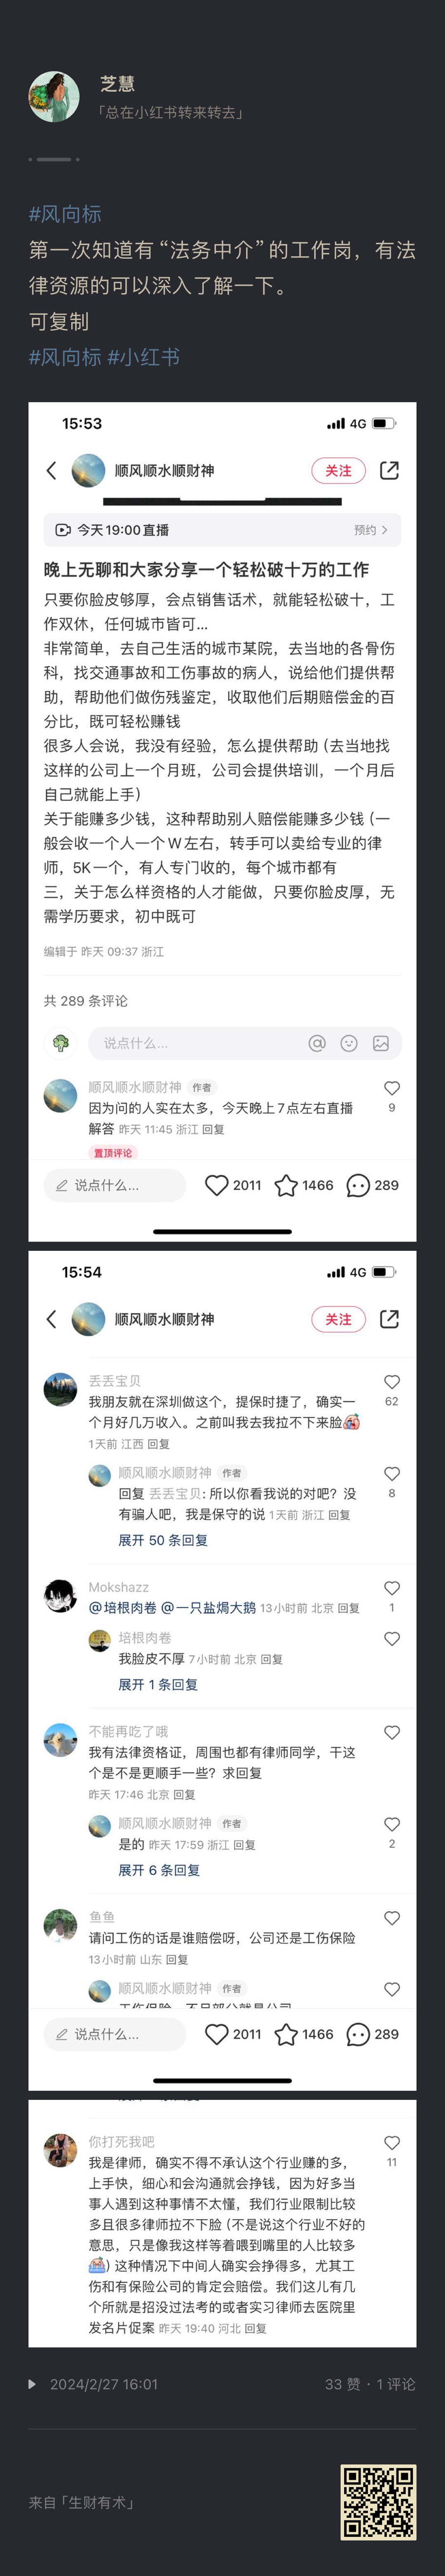 芝慧
「总在小红书转来转去」
#风向标
第一次知道有“法务中介”的工作岗，有法
律资源的可以深入了解一下。
可复制
#风向标 #小红书
15:53
4G
顺风顺水顺财神
关注
今天19:00直播
预约 >
晚上无聊和大家分享一个轻松破十万的工作
只要你脸皮够厚，会点销售话术，就能轻松破十，工
作双休，任何城市皆可...
非常简单，去自己生活的城市某院，去当地的各骨伤
科，找交通事故和工伤事故的病人，说给他们提供帮
助，帮助他们做伤残鉴定，收取他们后期赔偿金的百
分比，既可轻松赚钱
很多人会说，我没有经验，怎么提供帮助（去当地找
这样的公司上一个月班，公司会提供培训，一个月后
自己就能上手）
关于能赚多少钱，这种帮助别人赔偿能赚多少钱（一
般会收一个人一个W左右，转手可以卖给专业的律
师，5K一个，有人专门收的，每个城市都有
三，关于怎么样资格的人才能做，只要你脸皮厚，无
需学历要求，初中既可
编辑于 昨天 09:37 浙江
共 289 条评论
说点什么...
顺风顺水顺财神 作者
因为问的人实在太多，今天晚上7点左右直播
解答 昨天 11:45 浙江 回复
9
置顶评论
说点什么...
2011
1466
289
15:54
4G
顺风顺水顺财神
关注
丢丢宝贝
我朋友就在深圳做这个，提保时捷了，确实一
个月好几万收入。之前叫我去我拉不下来脸
62
1天前 江西 回复
顺风顺水顺财神 作者
回复 丢丢宝贝: 所以你看我说的对吧？没
有骗人吧，我是保守的说 1天前 浙江 回复
8
展开 50 条回复
Mokshazz
@培根肉卷 @一只盐焗大鹅 13小时前 北京 回复
1
培根肉卷
我脸皮不厚 7小时前 北京 回复
展开 1 条回复
不能再吃了哦
我有法律资格证，周围也都有律师同学，干这
个是不是更顺手一些？求回复
昨天 17:46 北京 回复
顺风顺水顺财神 作者
是的 昨天 17:59 浙江 回复
2
展开 6 条回复
鱼鱼
请问工伤的话是谁赔偿呀，公司还是工伤保险
13小时前 山东 回复
顺风顺水顺财神 作者
说点什么...
2011
1466
289
你打死我吧
我是律师，确实不得不承认这个行业赚的多，
上手快，细心和会沟通就会挣钱，因为好多当
事人遇到这种事情不太懂，我们行业限制比较
多且很多律师拉不下脸（不是说这个行业不好的
意思，只是像我这样等着喂到嘴里的人比较多
）这种情况下中间人确实会挣得多，尤其工
伤和有保险公司的肯定会赔偿。我们这儿有几
个所就是招没过法考的或者实习律师去医院里
发名片促案 昨天 19:40 河北 回复
11
2024/2/27 16:01
33 赞 · 1 评论
来自「生财有术」